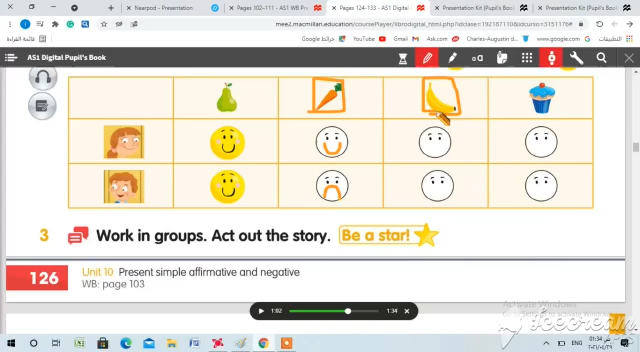 Nearpod – Presentation
Pages 102–111 - AS1 WB Pr
Pages 124-133 - AS1 Digital
Presentation Kit (Pupil's Book)
Presentation Kit (Pupil's Book)
mee2.macmillan.education/coursePlayer/librodigital_html.php?idclase=192187110&idcurso=3151176#
قائمة القراءة
Ask.com
Augustin-d
Charles
www.google.com
Google
YouTube
Gmail
خرائط
التطبيقات
AS1 Digital Pupil's Book
3 Work in groups. Act out the story. Be a star!
126
Unit 10 Present simple affirmative and negative
WB: page 103
1:02
1:34
Activate Windows
Icecream
01:34